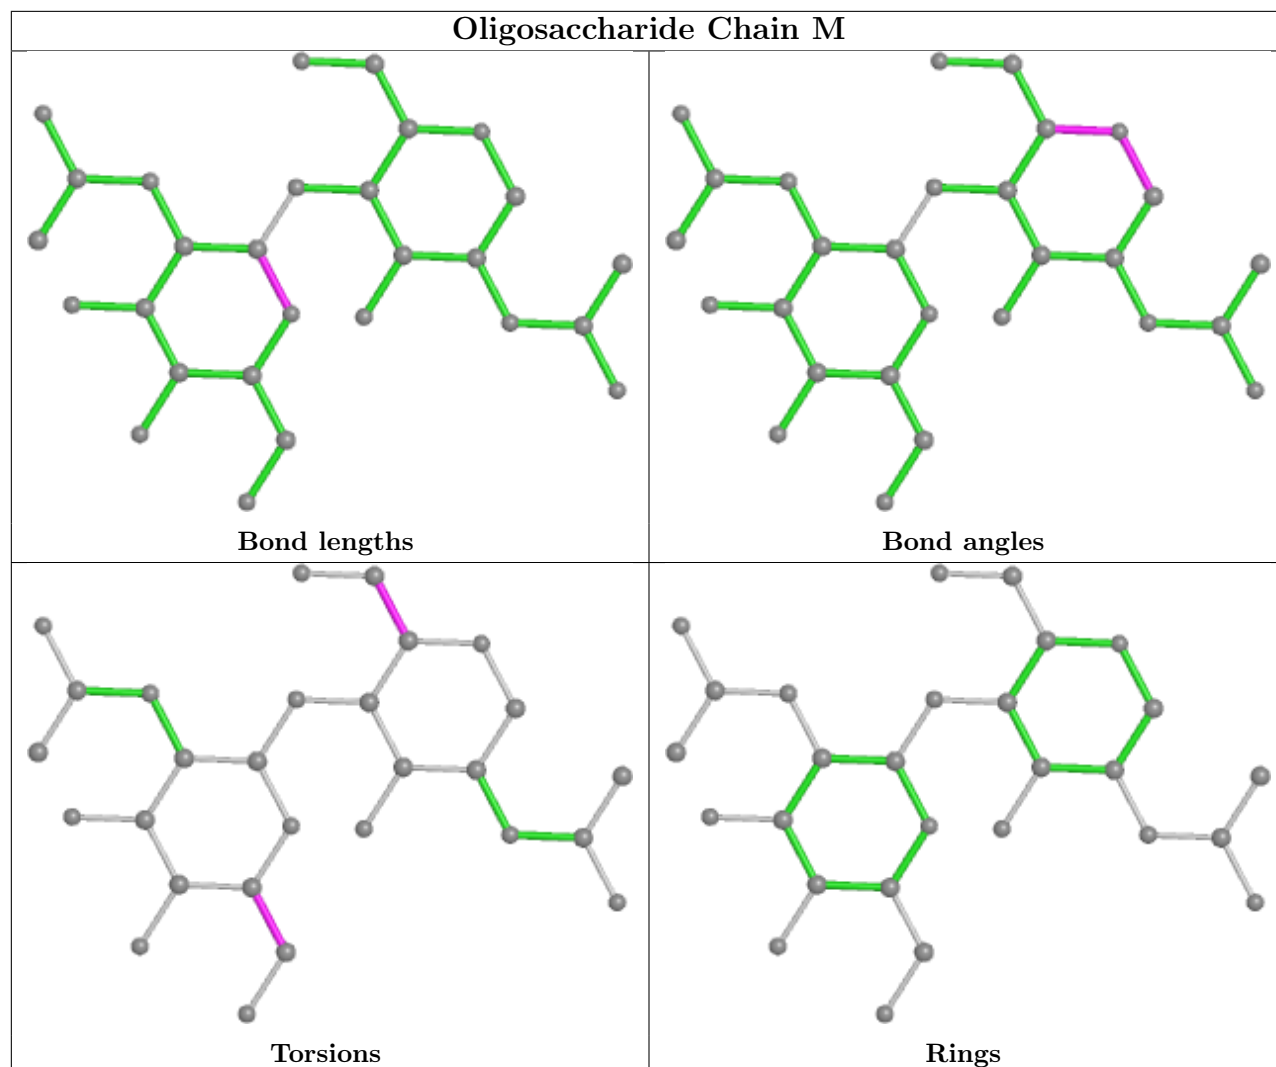 Oligosaccharide Chain M
Bond lengths
Bond angles
Torsions
Rings